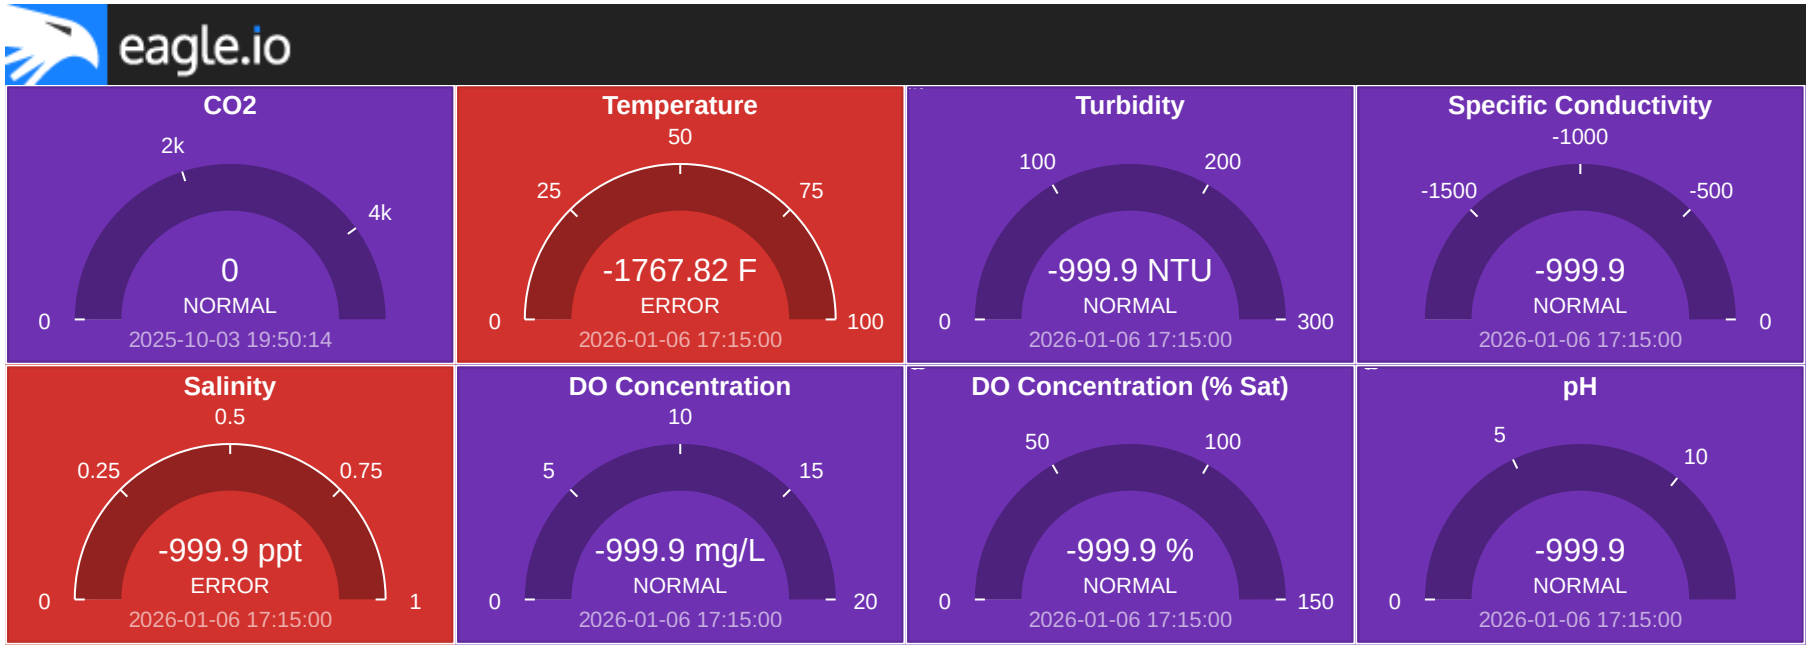 eagle.io
CO2
2k
4k
0
NORMAL
0
2025-10-03 19:50:14
Temperature
50
25
75
-1767.82 F
ERROR
0
100
2026-01-06 17:15:00
Turbidity
100
200
-999.9 NTU
NORMAL
0
300
2026-01-06 17:15:00
Specific Conductivity
-1000
-1500
-500
-999.9
NORMAL
0
2026-01-06 17:15:00
Salinity
0.5
0.25
0.75
-999.9 ppt
ERROR
0
1
2026-01-06 17:15:00
DO Concentration
10
5
15
-999.9 mg/L
NORMAL
0
20
2026-01-06 17:15:00
DO Concentration (% Sat)
50
100
-999.9 %
NORMAL
0
150
2026-01-06 17:15:00
pH
5
10
-999.9
NORMAL
0
2026-01-06 17:15:00